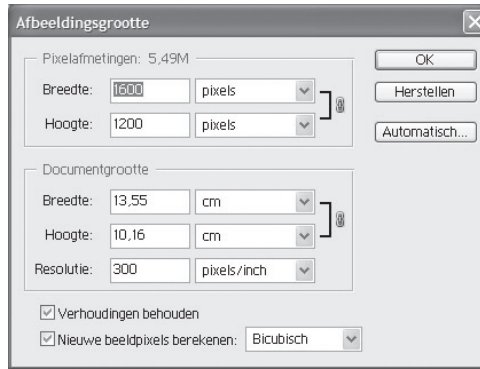 Afbeeldingsgrootte
Pixelafmetingen: 5,49M
Breedte: 1600 pixels
Hoogte: 1200 pixels
OK
Herstellen
Automatisch...
Documentgrootte
Breedte: 13,55 cm
Hoogte: 10,16 cm
Resolutie: 300 pixels/inch
Verhoudingen behouden
Nieuwe beeldpixels berekenen: Bicubisch